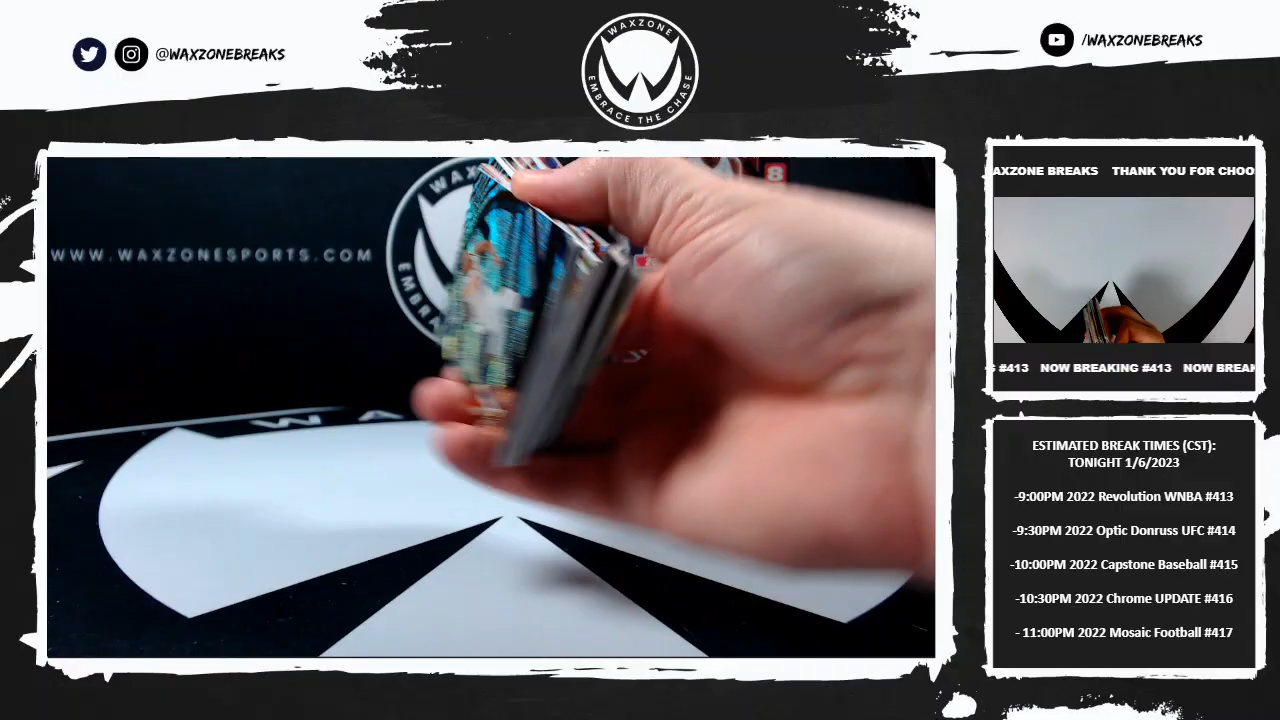 @WAXZONEBREAKS
WAXZONE
EMBRACE THE CHASE
/WAXZONEBREAKS
WWW.WAXZONESPORTS.COM
WA
EMBRA
8
W A
AXZONE BREAKS THANK YOU FOR CHOO
#413 NOW BREAKING #413 NOW BREAK
ESTIMATED BREAK TIMES (CST):
TONIGHT 1/6/2023
-9:00PM 2022 Revolution WNBA #413
-9:30PM 2022 Optic Donruss UFC #414
-10:00PM 2022 Capstone Baseball #415
-10:30PM 2022 Chrome UPDATE #416
- 11:00PM 2022 Mosaic Football #417